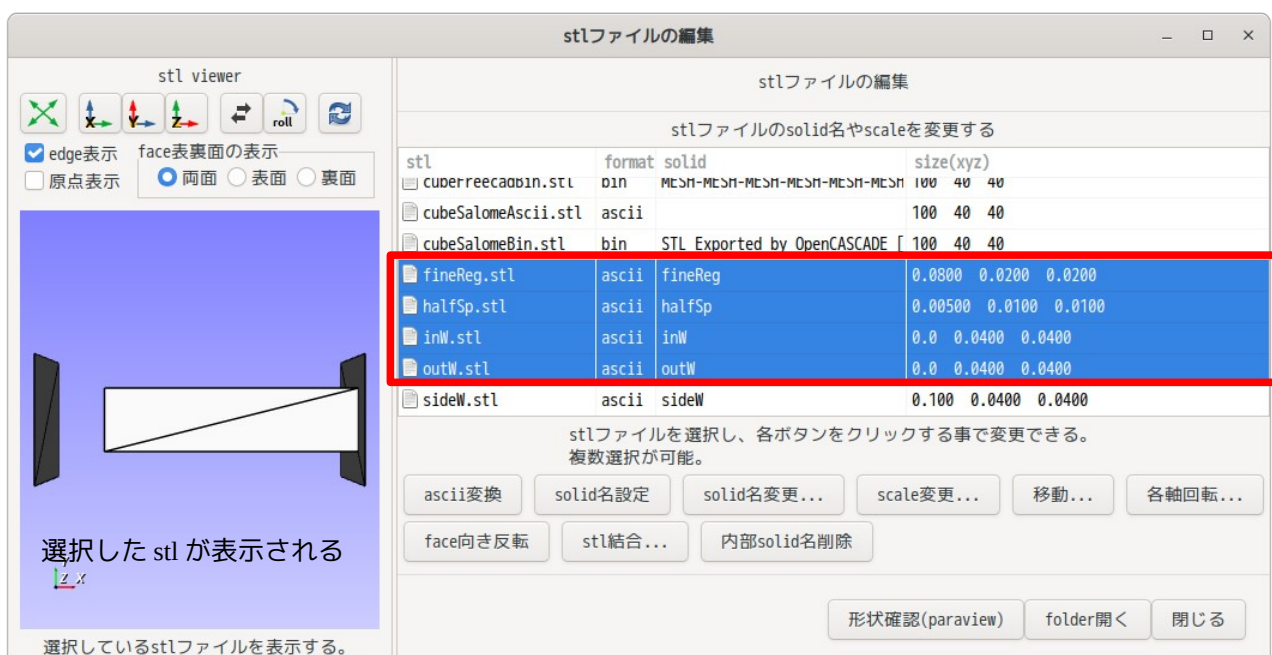 stlファイルの編集
stl viewer
roll
edge表示
原点表示
face表裏面の表示
両面 表面 裏面
選択した stl が表示される
Z X
選択しているstlファイルを表示する。
stlファイルの編集
stlファイルのsolid名やscaleを変更する
stl format solid size(xyz)
cubeFreecadBin.stl bin MESH-MESH-MESH-MESH-MESH-MESH 100 40 40
cubeSalomeAscii.stl ascii 100 40 40
cubeSalomeBin.stl bin STL Exported by OpenCASCADE [ 100 40 40
fineReg.stl ascii fineReg 0.0800 0.0200 0.0200
halfSp.stl ascii halfSp 0.00500 0.0100 0.0100
inW.stl ascii inW 0.0 0.0400 0.0400
outW.stl ascii outW 0.0 0.0400 0.0400
sideW.stl ascii sideW 0.100 0.0400 0.0400
stlファイルを選択し、各ボタンをクリックする事で変更できる。
複数選択が可能。
ascii変換 solid名設定 solid名変更... scale変更... 移動... 各軸回転...
face向き反転 stl結合... 内部solid名削除
形状確認(paraview) folder開く 閉じる